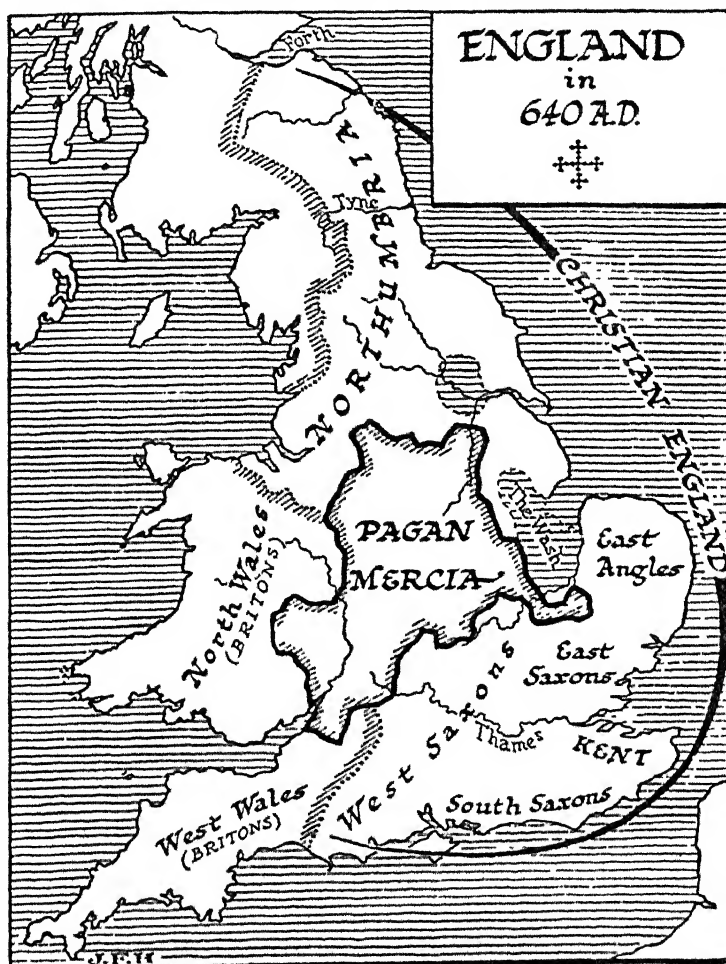 ENGLAND
in
640 A.D.
Forth
Tyne
NORTHUMBRIA
CHRISTIAN ENGLAND
The Wash
PAGAN
MERCIA
East
Angles
North Wales
(BRITONS)
East
Saxons
West Saxons
Thames
KENT
South Saxons
West Wales
(BRITONS)
J.F.H.